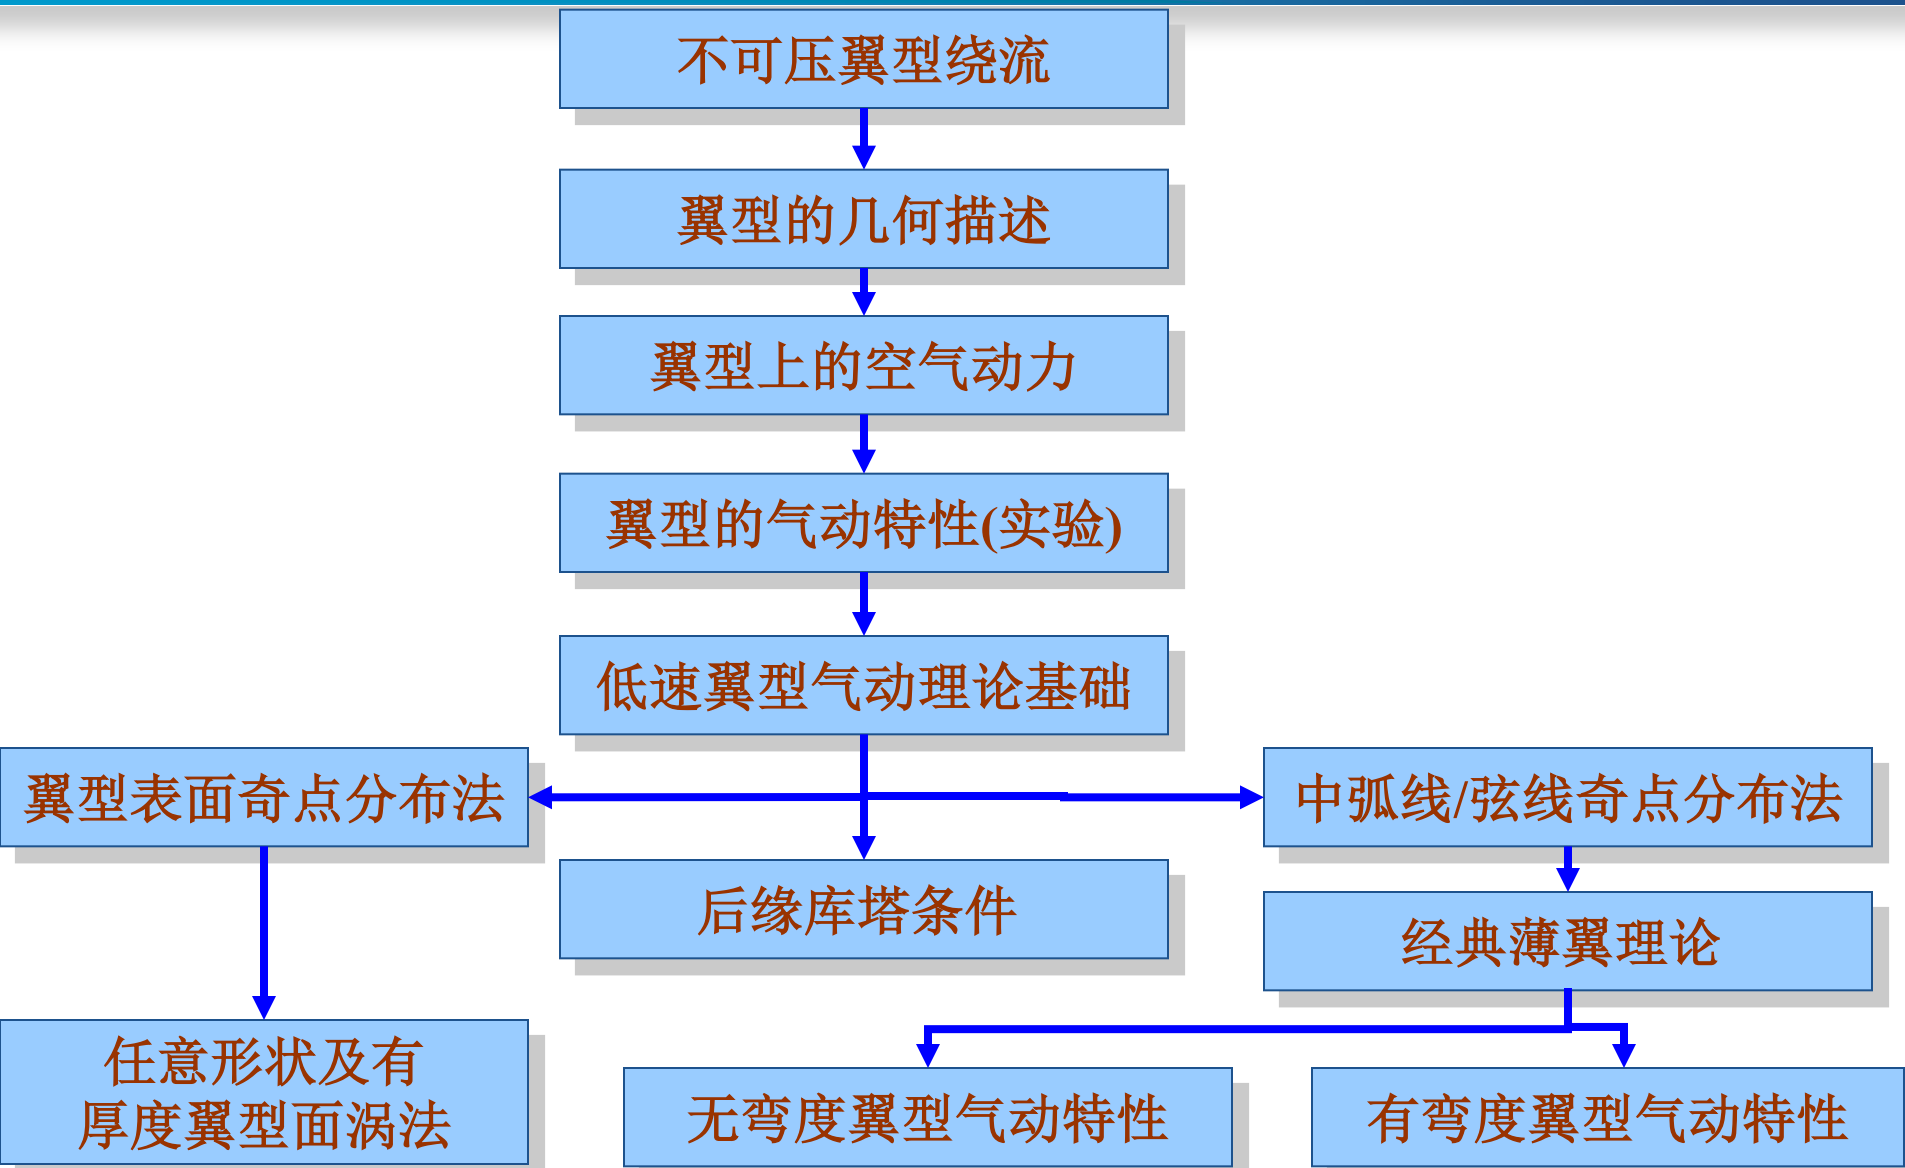 不可压翼型绕流
翼型的几何描述
翼型上的空气动力
翼型的气动特性(实验)
低速翼型气动理论基础
翼型表面奇点分布法
中弧线/弦线奇点分布法
后缘库塔条件
经典薄翼理论
任意形状及有
厚度翼型面涡法
无弯度翼型气动特性
有弯度翼型气动特性